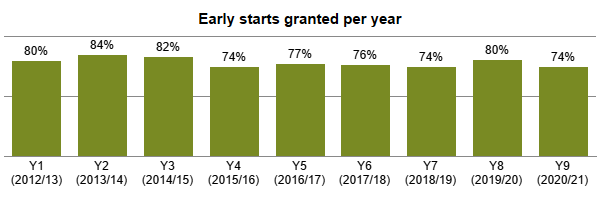 Early starts granted per year
80% 84% 82% 74% 77% 76% 74% 80% 74%
Y1 Y2 Y3 Y4 Y5 Y6 Y7 Y8 Y9
(2012/13) (2013/14) (2014/15) (2015/16) (2016/17) (2017/18) (2018/19) (2019/20) (2020/21)